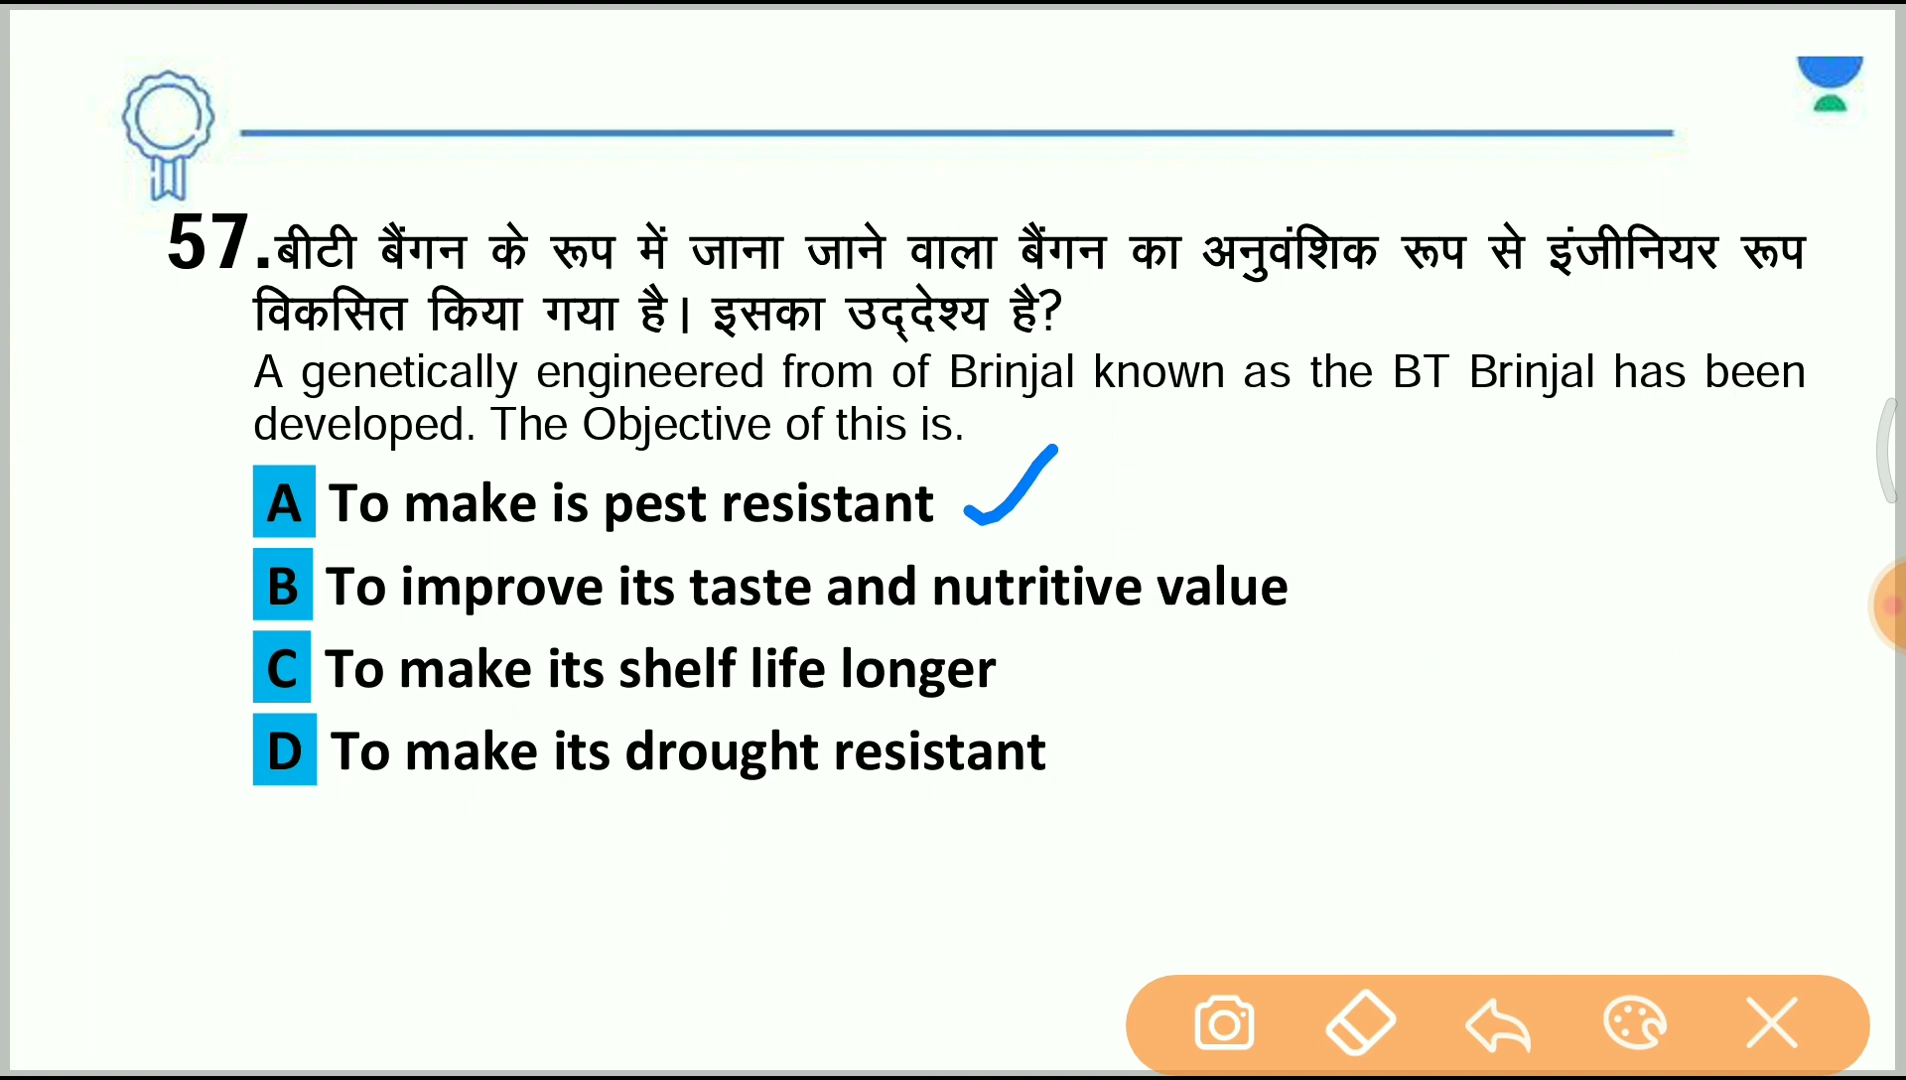 57.बीटी बैंगन के रूप में जाना जाने वाला बैंगन का अनुवंशिक रूप से इंजीनियर रूप
विकसित किया गया है। इसका उद्देश्य है?
A genetically engineered from of Brinjal known as the BT Brinjal has been
developed. The Objective of this is.
A To make is pest resistant
B To improve its taste and nutritive value
C To make its shelf life longer
D To make its drought resistant